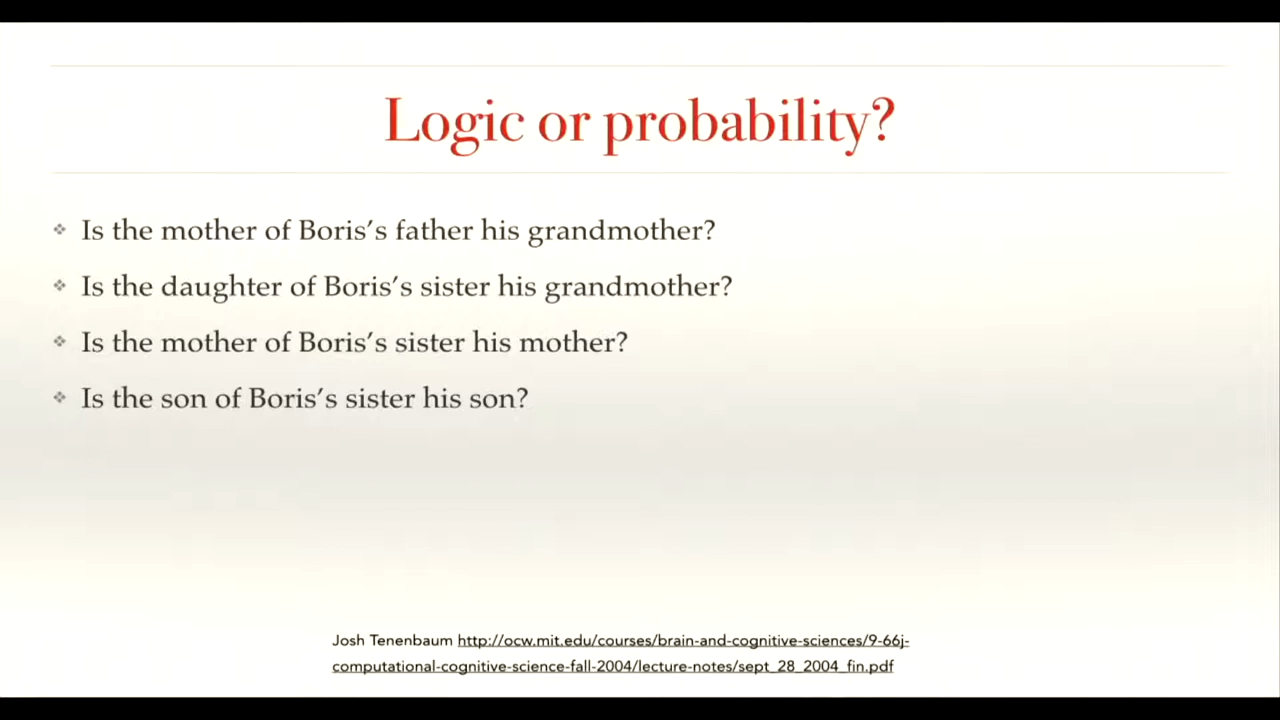 Logic or probability?
Is the mother of Boris’s father his grandmother?
Is the daughter of Boris’s sister his grandmother?
Is the mother of Boris’s sister his mother?
Is the son of Boris’s sister his son?
Josh Tenenbaum http://ocw.mit.edu/courses/brain-and-cognitive-sciences/9-66j-
computational-cognitive-science-fall-2004/lecture-notes/sept_28_2004_fin.pdf